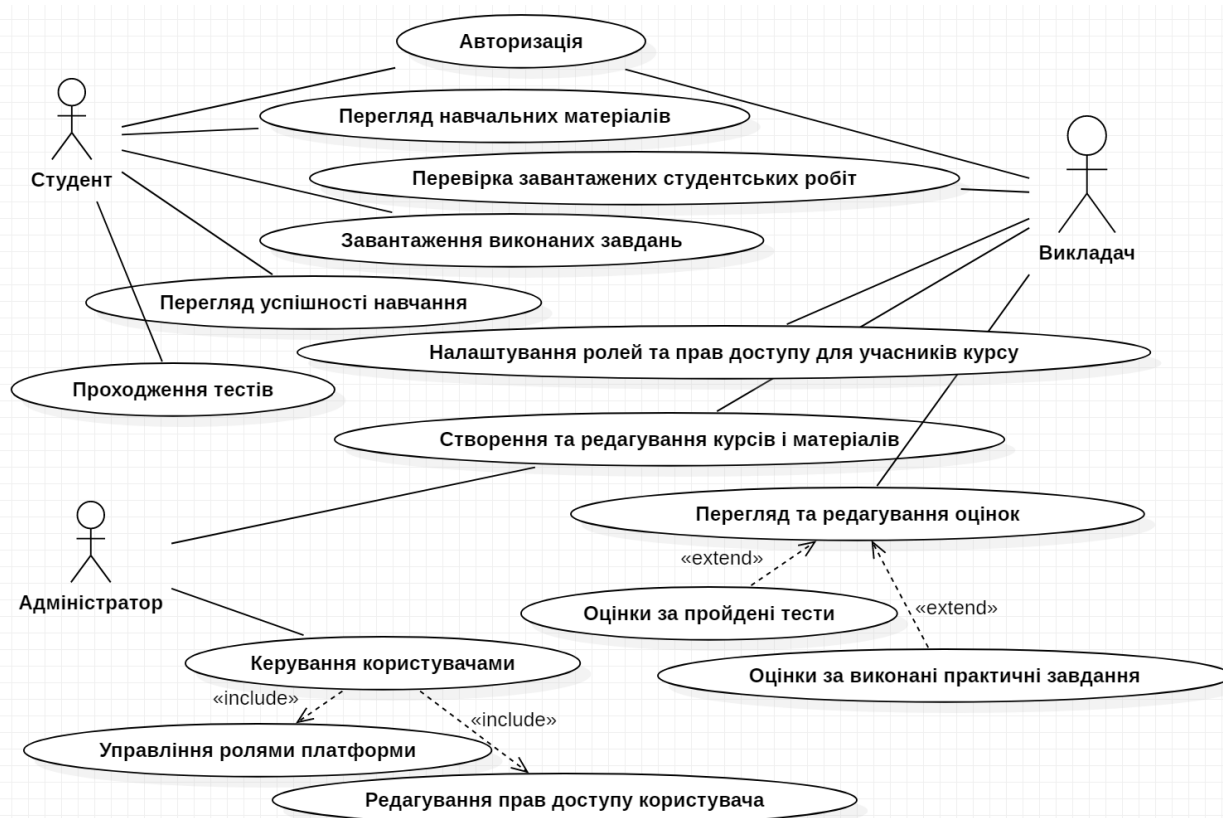 Авторизація
Перегляд навчальних матеріалів
Студент
Перевірка завантажених студентських робіт
Завантаження виконаних завдань
Викладач
Перегляд успішності навчання
Налаштування ролей та прав доступу для учасників курсу
Проходження тестів
Створення та редагування курсів і матеріалів
Перегляд та редагування оцінок
«extend»
Адміністратор
Оцінки за пройдені тести
«extend»
Керування користувачами
Оцінки за виконані практичні завдання
«include»
«include»
Управління ролями платформи
Редагування прав доступу користувача